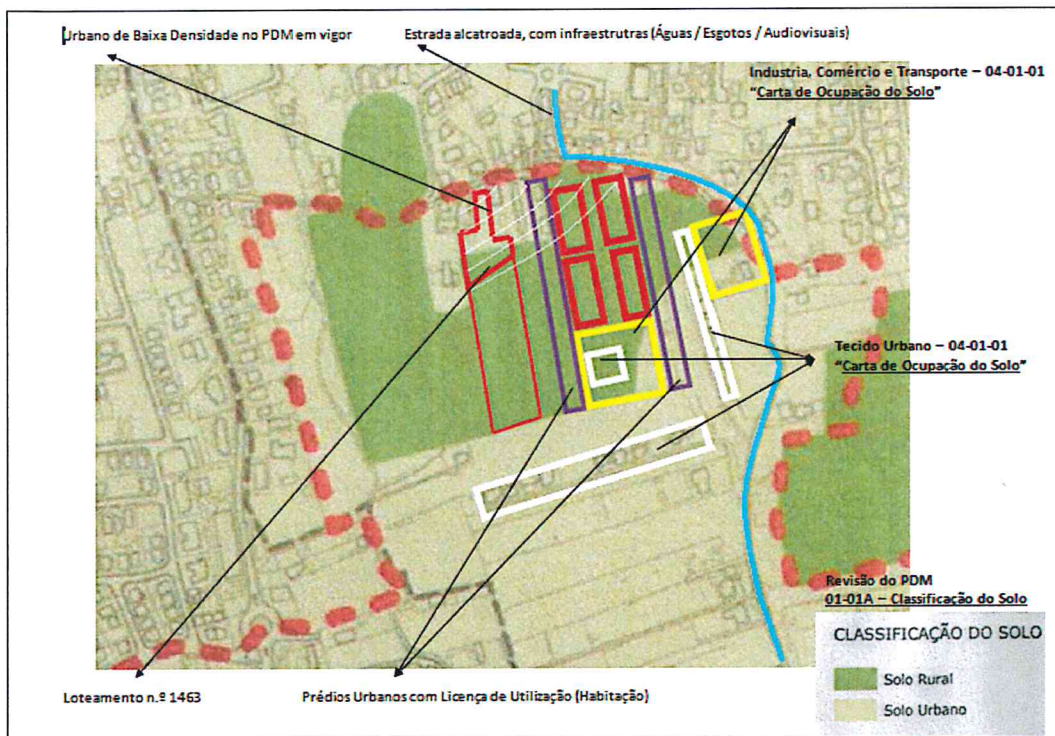 Urbano de Baixa Densidade no PDM em vigor
Estrada alcatroada, com infraestrutras (Águas / Esgotos / Audiovisuais)
Industria, Comércio e Transporte – 04-01-01
"Carta de Ocupação do Solo"
Tecido Urbano – 04-01-01
"Carta de Ocupação do Solo"
Revisão do PDM
01-01A – Classificação do Solo
CLASSIFICAÇÃO DO SOLO
Solo Rural
Solo Urbano
Loteamento n.º 1463
Prédios Urbanos com Licença de Utilização (Habitação)